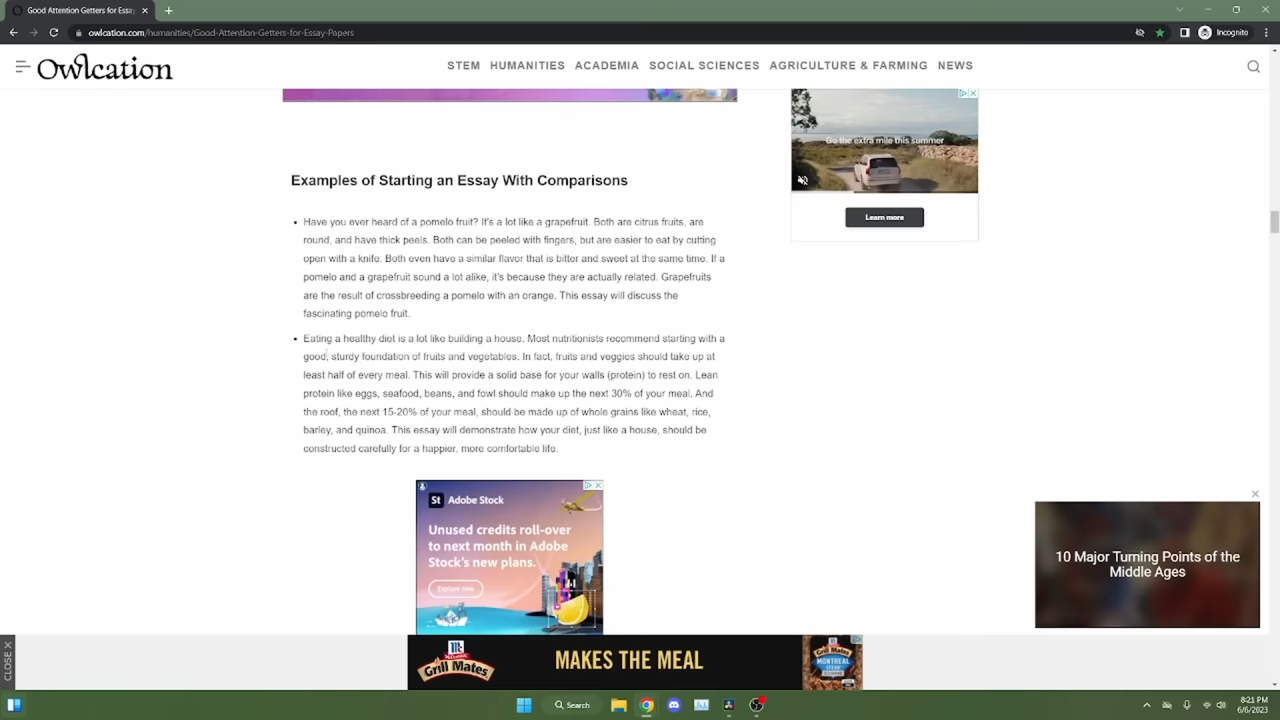 Good Attention Getters for Essay
owlcation.com/humanities/Good-Attention-Getters-for-Essay-Papers
Incognito
Owlcation
STEM HUMANITIES ACADEMIA SOCIAL SCIENCES AGRICULTURE & FARMING NEWS
Go the extra mile this summer
Learn more
Examples of Starting an Essay With Comparisons
• Have you ever heard of a pomelo fruit? It's a lot like a grapefruit. Both are citrus fruits, are
round, and have thick peels. Both can be peeled with fingers, but are easier to eat by cutting
open with a knife. Both even have a similar flavor that is bitter and sweet at the same time. If a
pomelo and a grapefruit sound a lot alike, it's because they are actually related. Grapefruits
are the result of crossbreeding a pomelo with an orange. This essay will discuss the
fascinating pomelo fruit.
• Eating a healthy diet is a lot like building a house. Most nutritionists recommend starting with a
good, sturdy foundation of fruits and vegetables. In fact, fruits and veggies should take up at
least half of every meal. This will provide a solid base for your walls (protein) to rest on. Lean
protein like eggs, seafood, beans, and fowl should make up the next 30% of your meal. And
the roof, the next 15-20% of your meal, should be made up of whole grains like wheat, rice,
barley, and quinoa. This essay will demonstrate how your diet, just like a house, should be
constructed carefully for a happier, more comfortable life.
St Adobe Stock
Unused credits roll-over
to next month in Adobe
Stock's new plans.
Explore now
10 Major Turning Points of the
Middle Ages
CLOSE X
McCormick
Grill Mates
MAKES THE MEAL
Grill Mates
MONTREAL
STEAK
Search
8:21 PM
6/6/2023